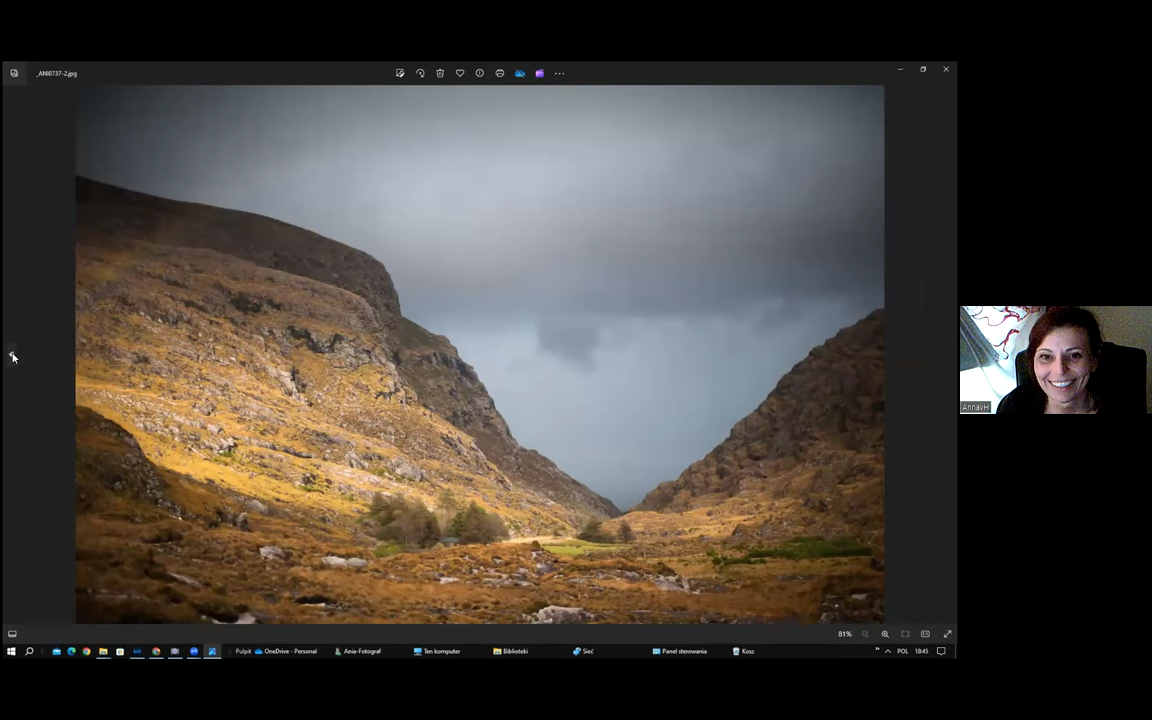 _ANI0737-2.jpg
AnnavH
81%
Pulpit
OneDrive - Personal
Ania-Fotograf
Ten komputer
Biblioteki
Sieć
Panel sterowania
Kosz
POL
18:45